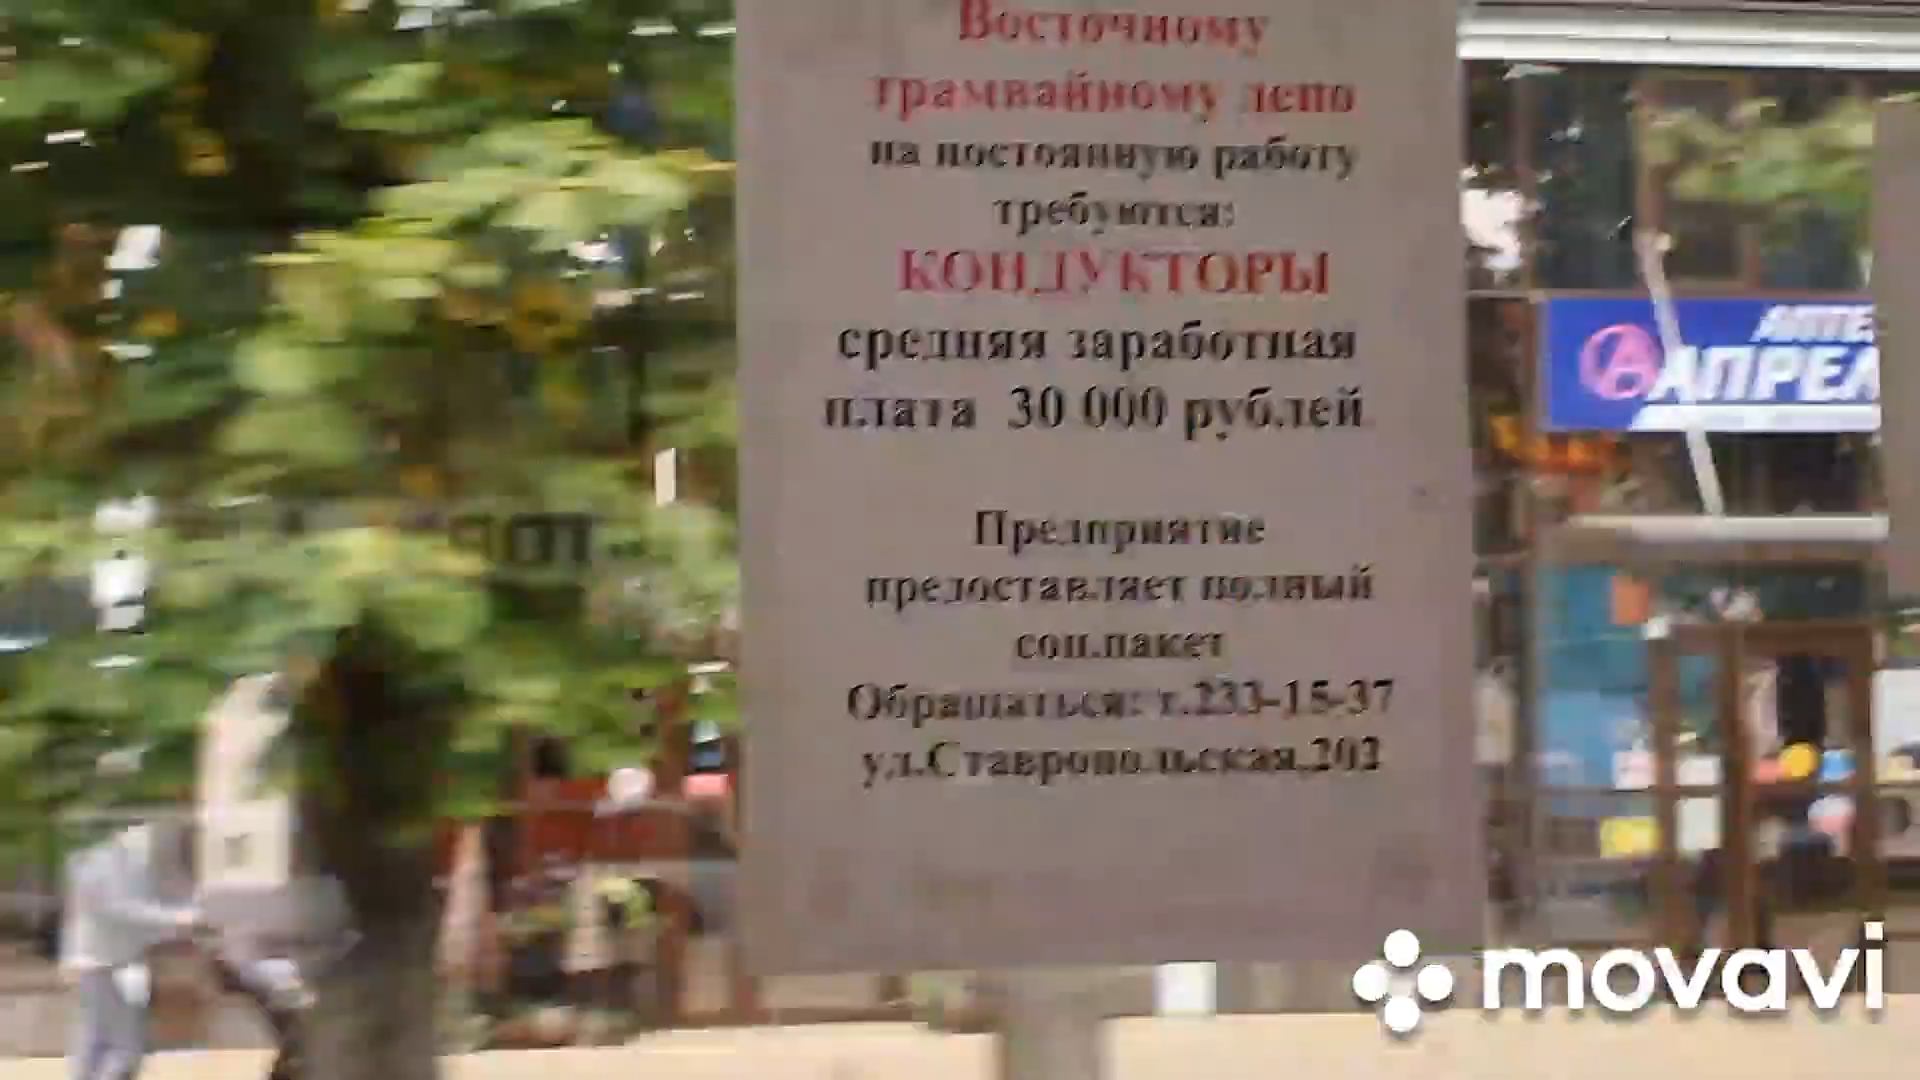 Восточному
трамвайному депо
на постоянную работу
требуются:
КОНДУКТОРЫ
средняя заработная
плата 30 000 рублей
Предприятие
предоставляет полный
соц.пакет
Обращаться: т.233-15-37
ул.Ставропольская,202
АПТЕ
АПРЕЛ
movavi